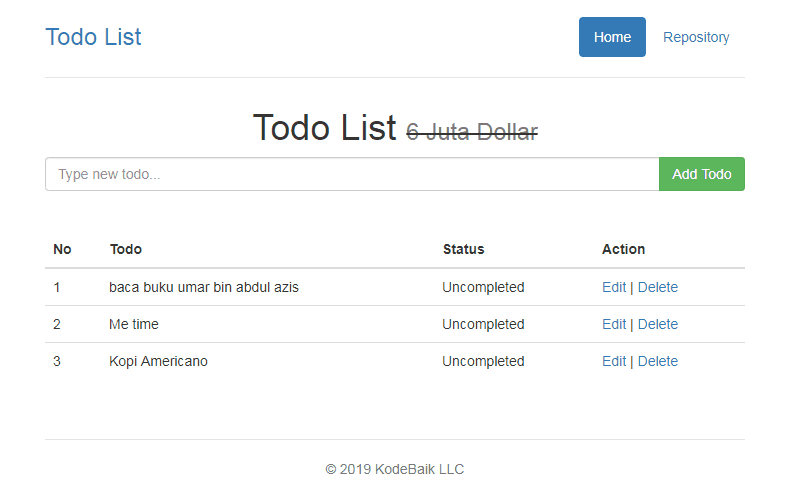 Todo List Home Repository
Todo List 6 Juta Dollar
Type new todo... Add Todo
No Todo Status Action
1 baca buku umar bin abdul azis Uncompleted Edit | Delete
2 Me time Uncompleted Edit | Delete
3 Kopi Americano Uncompleted Edit | Delete
© 2019 KodeBaik LLC